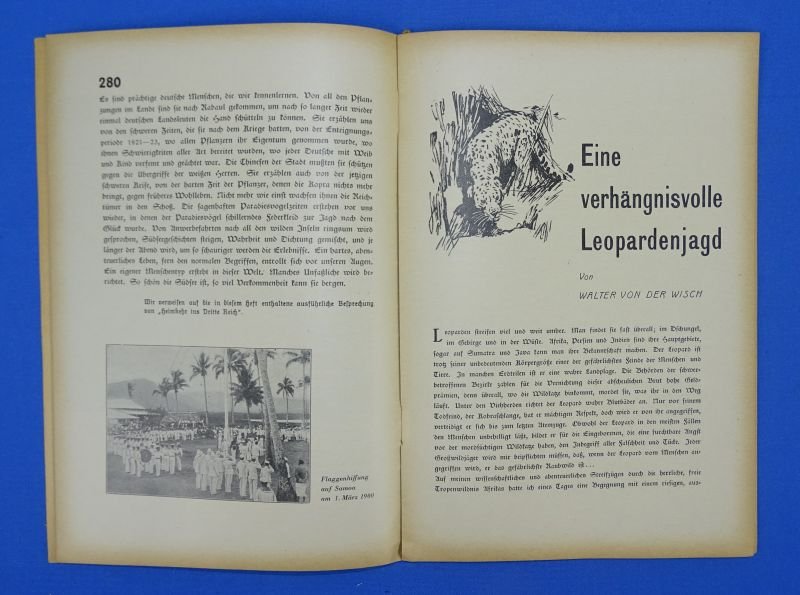 280
Es sind prächtige deutsche Menschen, die wir kennenlernen. Von all den Pflan-
zungen im Lande sind sie nach Rabaul gekommen, um nach so langer Zeit wieder
einmal deutschen Landsleuten die Hand schütteln zu können. Sie erzählen uns
von den schweren Zeiten, die sie nach dem Kriege hatten, von der Enteignungs-
periode 1921—23, wo allen Pflanzern ihr Eigentum genommen wurde, wo
ihnen Schwierigkeiten aller Art bereitet wurden, wo jeder Deutsche mit Weib
und Kind verfemt und geächtet war. Die Chinesen der Stadt mußten sie schützen
gegen die Übergriffe der weißen Herren. Sie erzählen auch von der jetzigen
schweren Krise, von der harten Zeit der Pflanzer, denen die Kopra nichts mehr
bringt, gegen früheres Wohlleben. Nicht mehr wie einst wachsen ihnen die Reich-
tümer in den Schoß. Die sagenhaften Paradiesvogelzeiten erstehen vor uns
wieder, in denen der Paradiesvögel schillerndes Federkleid zur Jagd nach dem
Glück wurde. Von Anwerbefahrten nach all den wilden Inseln ringsum wird
gesprochen, Südseegeschichten steigen, Wahrheit und Dichtung gemischt, und je
länger der Abend wird, um so schauriger werden die Erlebnisse. Ein hartes, aben-
teuerliches Leben, fern den normalen Begriffen, entrollt sich vor unseren Augen.
Ein eigener Menschentyp ersteht in dieser Welt. Manches Unfaßliche wird be-
richtet. So schön die Südsee ist, so viel Verkommenheit kann sie bergen.
Wir verweisen auf die in diesem Heft enthaltene ausführliche Besprechung
von „Heimkehr ins Dritte Reich“.
Flaggenhissung
auf Samoa
am 1. März 1900
Eine
verhängnisvolle
Leopardenjagd
Von
WALTER VON DER WISCH
Leoparden streifen viel und weit umher. Man findet sie fast überall; im Dschungel,
im Gebirge und in der Wüste. Afrika, Persien und Indien sind ihre Hauptgebiete,
sogar auf Sumatra und Java kann man ihre Bekanntschaft machen. Der Leopard ist
trotz seiner unbedeutenden Körpergröße einer der gefährlichsten Feinde der Menschen und
Tiere. In manchen Erdteilen ist er eine wahre Landplage. Die Behörden der schwer-
betroffenen Bezirke zahlen für die Vernichtung dieser abscheulichen Brut hohe Geld-
prämien, denn überall, wo die Wildkatze hinkommt, mordet sie, was ihr in den Weg
läuft. Unter den Viehherden richtet der Leopard wahre Blutbäder an. Nur vor seinem
Todfeind, der Kobraschlange, hat er mächtigen Respekt, doch wird er von ihr angegriffen,
verteidigt er sich bis zum letzten Atemzuge. Obwohl der Leopard in den meisten Fällen
den Menschen unbehelligt läßt, bildet er für die Eingeborenen, die eine furchtbare Angst
vor der mordsüchtigen Wildkatze haben, den Inbegriff aller Falschheit und Tücke. Jeder
Großwildjäger wird mir beipflichten müssen, daß, wenn der Leopard vom Menschen an-
gegriffen wird, er das gefährlichste Raubwild ist...
Auf meinen wissenschaftlichen und abenteuerlichen Streifzügen durch die herrliche, freie
Tropenwildnis Afrikas hatte ich eines Tages eine Begegnung mit einem riesigen, aus-